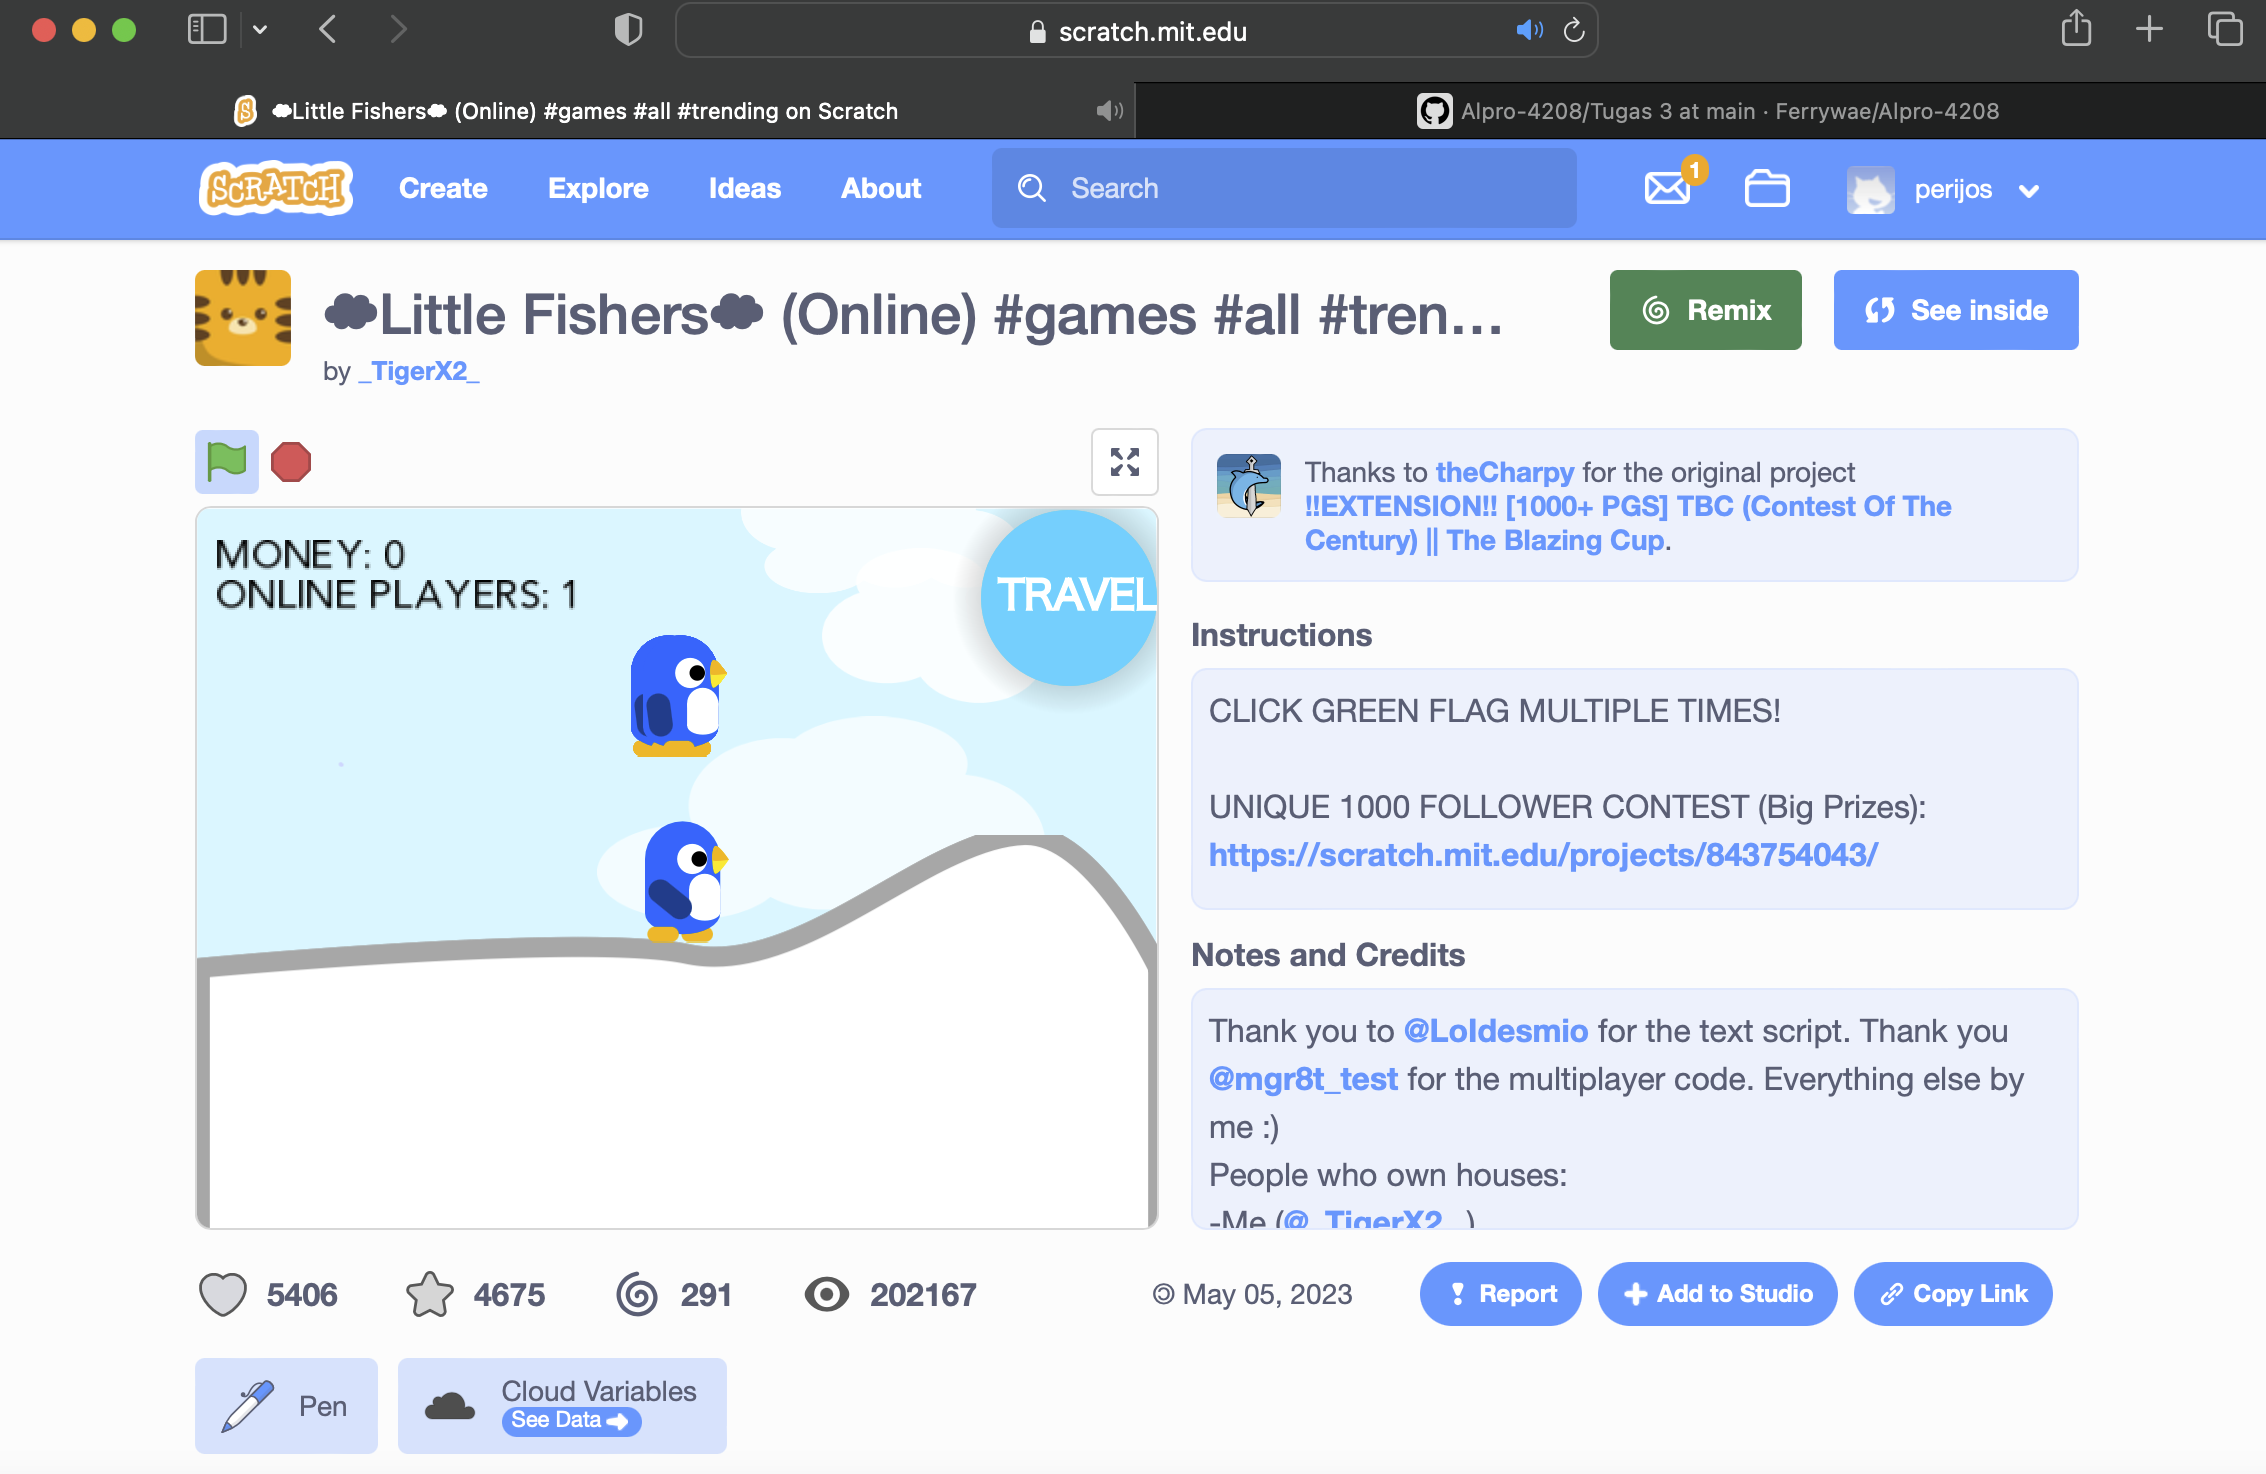 scratch.mit.edu
☁Little Fishers☁ (Online) #games #all #trending on Scratch
Alpro-4208/Tugas 3 at main · Ferrywae/Alpro-4208
SCRATCH
Create
Explore
Ideas
About
Search
1
perijos
☁Little Fishers☁ (Online) #games #all #tren...
by _TigerX2_
Remix
See inside
MONEY: 0
ONLINE PLAYERS: 1
TRAVEL
Thanks to theCharpy for the original project
!!EXTENSION!! [1000+ PGS] TBC (Contest Of The
Century) || The Blazing Cup.
Instructions
CLICK GREEN FLAG MULTIPLE TIMES!
UNIQUE 1000 FOLLOWER CONTEST (Big Prizes):
https://scratch.mit.edu/projects/843754043/
Notes and Credits
Thank you to @Loldesmio for the text script. Thank you
@mgr8t_test for the multiplayer code. Everything else by
me :)
People who own houses:
-Me (@_TigerX2_)
5406
4675
291
202167
May 05, 2023
Report
Add to Studio
Copy Link
Pen
Cloud Variables
See Data